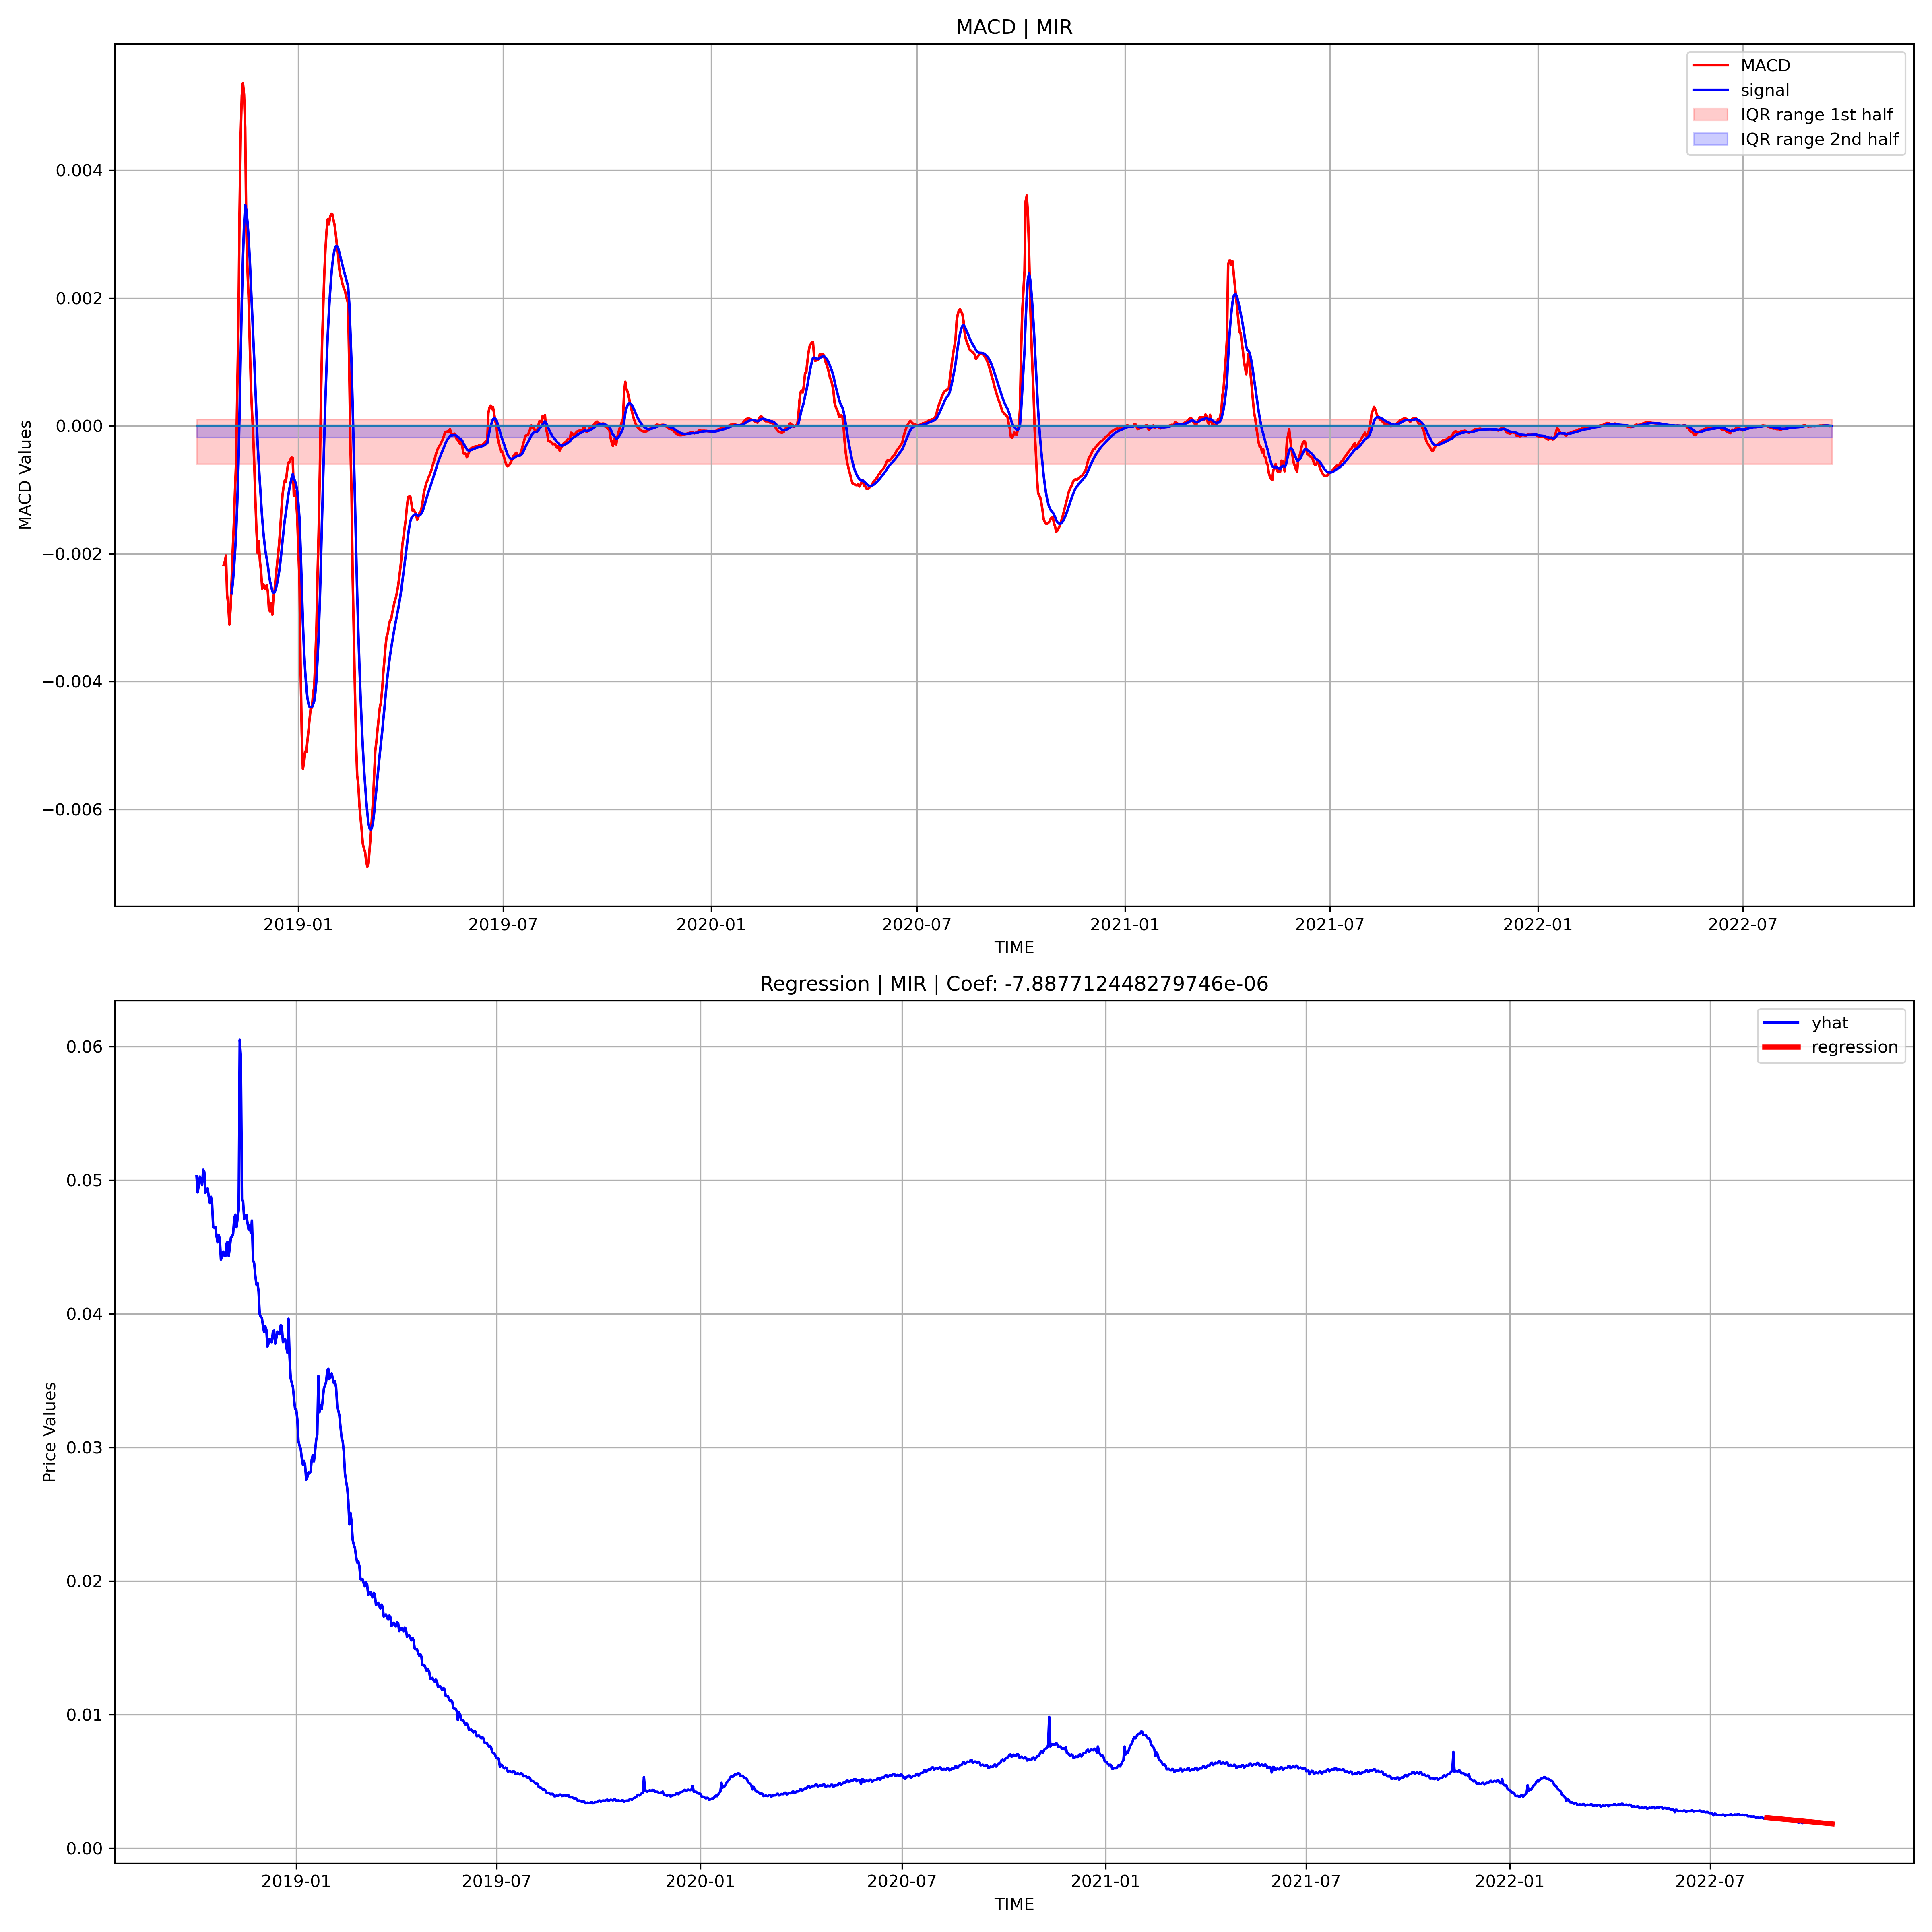 MACD | MIR
MACD
signal
IQR range 1st half
IQR range 2nd half
MACD Values
0.004
0.002
0.000
−0.002
−0.004
−0.006
2019-01
2019-07
2020-01
2020-07
2021-01
2021-07
2022-01
2022-07
TIME
Regression | MIR | Coef: -7.887712448279746e-06
yhat
regression
Price Values
0.06
0.05
0.04
0.03
0.02
0.01
0.00
2019-01
2019-07
2020-01
2020-07
2021-01
2021-07
2022-01
2022-07
TIME